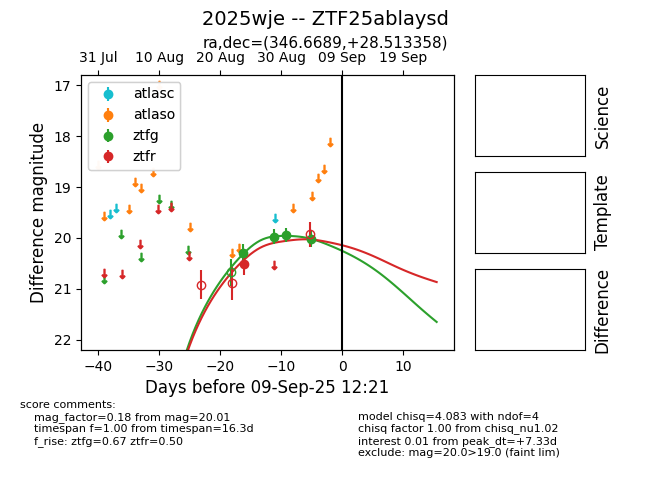 2025wje -- ZTF25ablaysd
ra,dec=(346.6689,+28.513358)
31 Jul 10 Aug 20 Aug 30 Aug 09 Sep 19 Sep
atlasc
atlaso
ztfg
ztfr
17
18
19
20
21
22
Difference magnitude
−40 −30 −20 −10 0 10
Days before 09-Sep-25 12:21
Science
Template
Difference
score comments:
mag_factor=0.18 from mag=20.01
timespan f=1.00 from timespan=16.3d
f_rise: ztfg=0.67 ztfr=0.50
model chisq=4.083 with ndof=4
chisq factor 1.00 from chisq_nu1.02
interest 0.01 from peak_dt=+7.33d
exclude: mag=20.0>19.0 (faint lim)